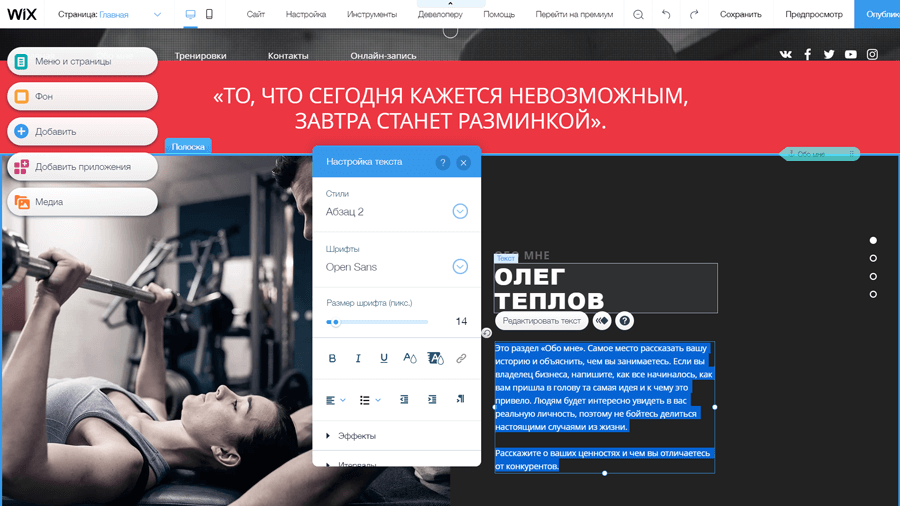 WiX
Страница: Главная
Сайт
Настройка
Инструменты
Девелоперу
Помощь
Перейти на премиум
Сохранить
Предпросмотр
Опублик
Тренировки
Контакты
Онлайн-запись
Меню и страницы
Фон
Добавить
Добавить приложения
Медиа
«ТО, ЧТО СЕГОДНЯ КАЖЕТСЯ НЕВОЗМОЖНЫМ,
ЗАВТРА СТАНЕТ РАЗМИНКОЙ».
Полоска
Обо мне
Настройка текста
?
Стили
Абзац 2
Шрифты
Open Sans
Размер шрифта (пикс.)
14
B I U A A
Эффекты
Интервалы
ОБО МНЕ
Текст
ОЛЕГ
ТЕПЛОВ
Редактировать текст
?
Это раздел «Обо мне». Самое место рассказать вашу
историю и объяснить, чем вы занимаетесь. Если вы
владелец бизнеса, напишите, как все начиналось, как
вам пришла в голову та самая идея и к чему это
привело. Людям будет интересно увидеть в вас
реальную личность, поэтому не бойтесь делиться
настоящими случаями из жизни.
Расскажите о ваших ценностях и чем вы отличаетесь
от конкурентов.